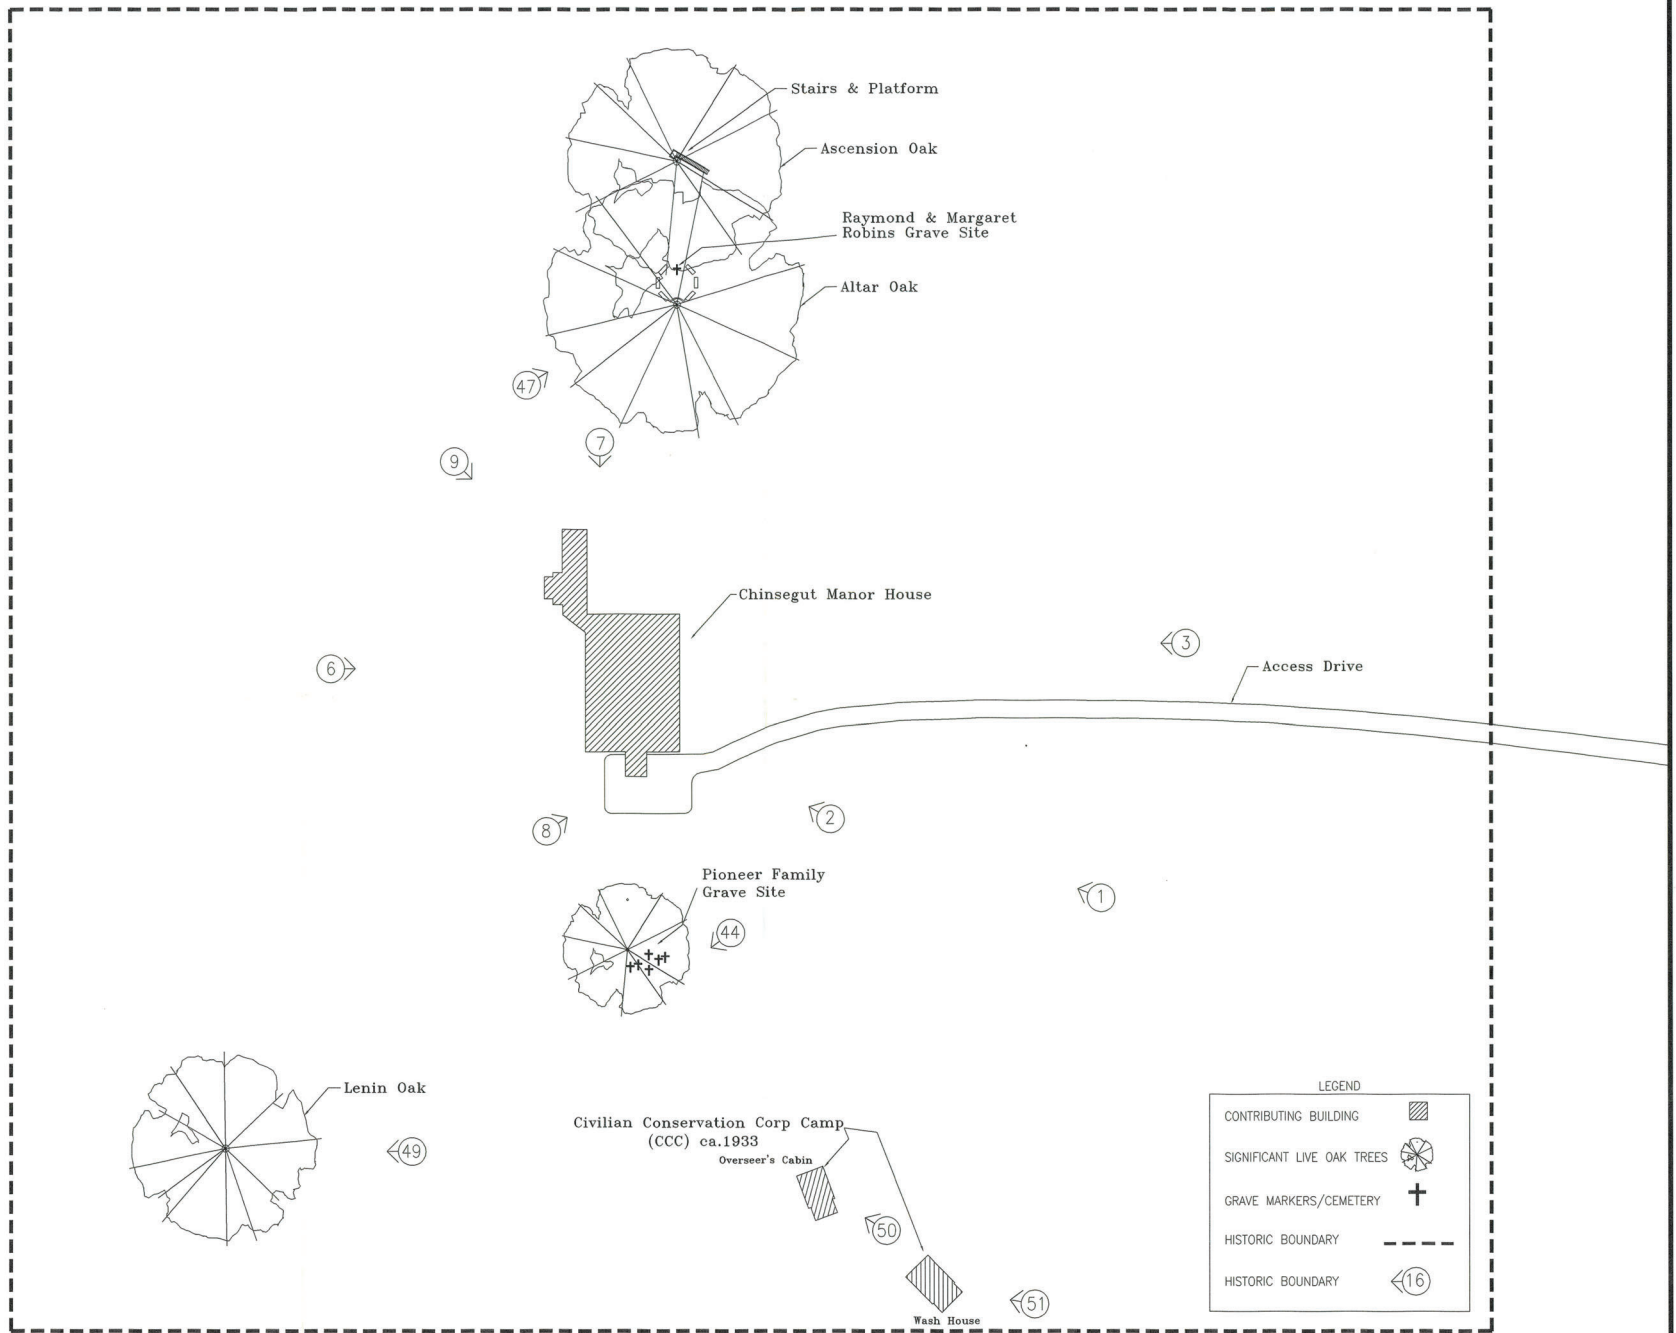 Stairs & Platform
Ascension Oak
Raymond & Margaret
Robins Grave Site
Altar Oak
47
7
9
Chinsegut Manor House
3
6
Access Drive
2
8
Pioneer Family
Grave Site
1
44
Lenin Oak
49
Civilian Conservation Corp Camp
(CCC) ca.1933
Overseer's Cabin
50
51
Wash House
LEGEND
CONTRIBUTING BUILDING
SIGNIFICANT LIVE OAK TREES
GRAVE MARKERS/CEMETERY
HISTORIC BOUNDARY
HISTORIC BOUNDARY 16